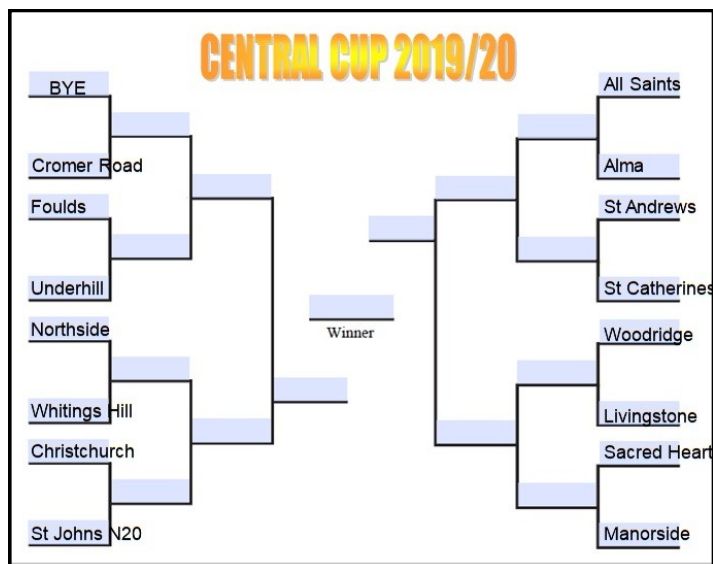 CENTRAL CUP 2019/20
BYE
Cromer Road
Foulds
Underhill
Northside
Whitings Hill
Christchurch
St Johns N20
Winner
All Saints
Alma
St Andrews
St Catherines
Woodridge
Livingstone
Sacred Heart
Manorside